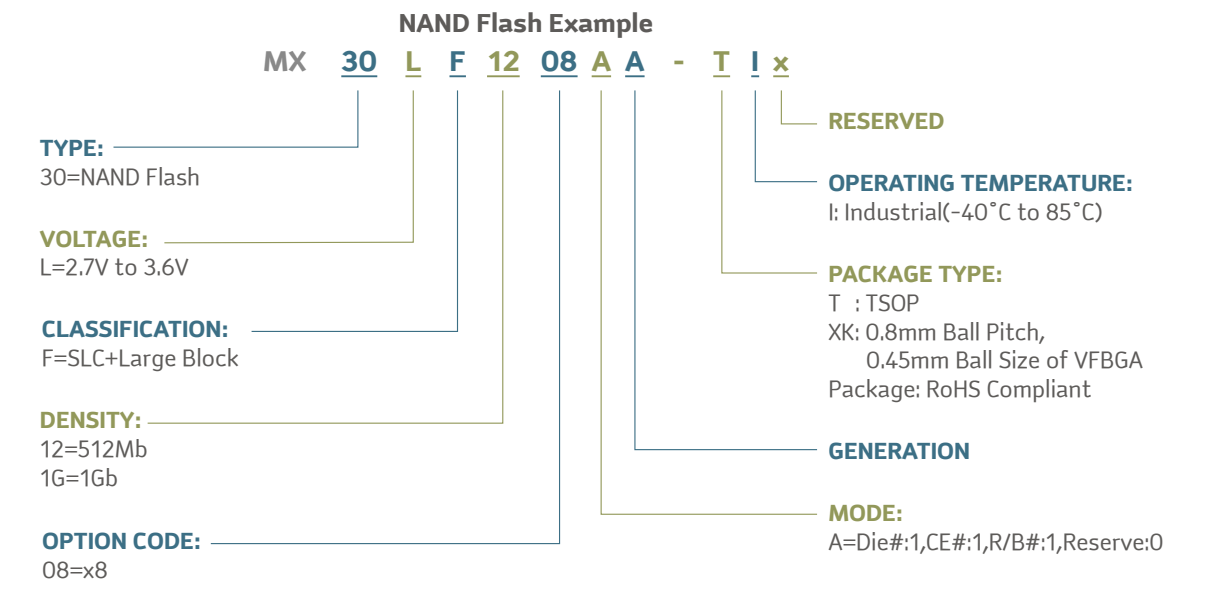 NAND Flash Example
MX 30 L F 12 08 A A - T I x
TYPE:
30=NAND Flash
VOLTAGE:
L=2.7V to 3.6V
CLASSIFICATION:
F=SLC+Large Block
DENSITY:
12=512Mb
1G=1Gb
OPTION CODE:
08=x8
RESERVED
OPERATING TEMPERATURE:
I: Industrial(-40˚C to 85˚C)
PACKAGE TYPE:
T : TSOP
XK: 0.8mm Ball Pitch,
0.45mm Ball Size of VFBGA
Package: RoHS Compliant
GENERATION
MODE:
A=Die#:1,CE#:1,R/B#:1,Reserve:0